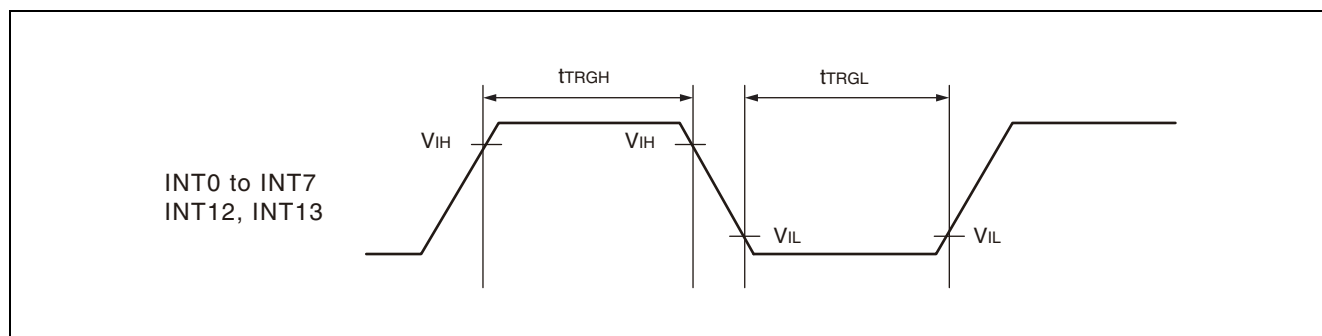 tTRGH
tTRGL
VIH
VIH
INT0 to INT7
INT12, INT13
VIL
VIL